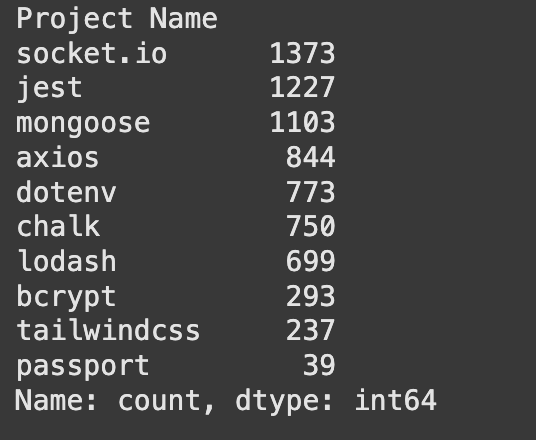 Project Name
socket.io      1373
jest           1227
mongoose       1103
axios           844
dotenv          773
chalk           750
lodash          699
bcrypt          293
tailwindcss     237
passport         39
Name: count, dtype: int64